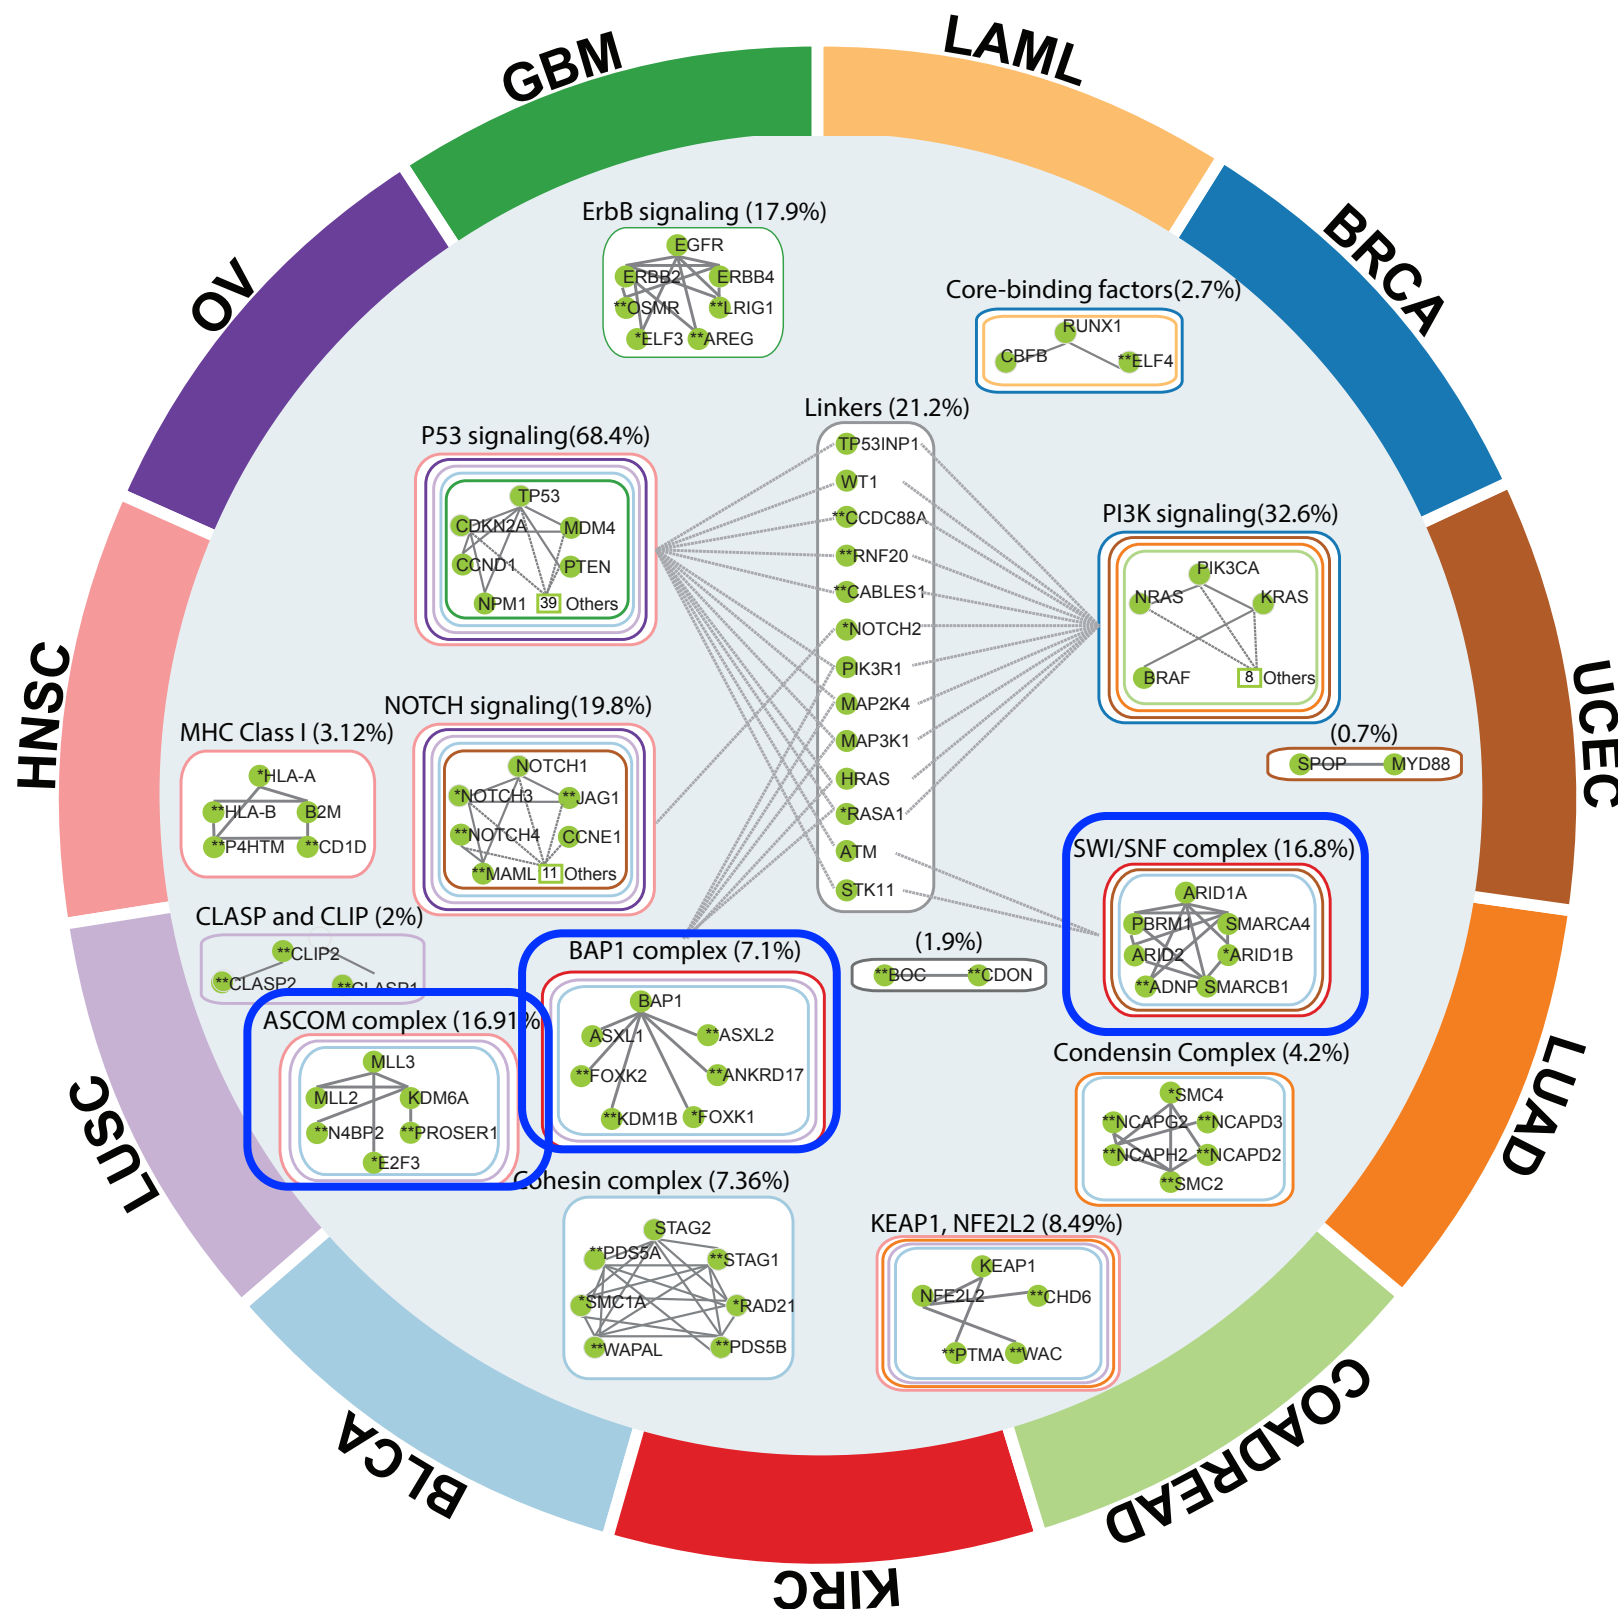 GBM
LAML
OV
BRCA
HNSC
UCEC
LUSC
LUAD
BLCA
COADREAD
KIRC
ErbB signaling (17.9%)
EGFR
ERBB2
ERBB4
**OSMR
**LRIG1
*ELF3
**AREG
Core-binding factors(2.7%)
RUNX1
CBFB
**ELF4
Linkers (21.2%)
TP53INP1
WT1
**CCDC88A
**RNF20
**CABLES1
*NOTCH2
PIK3R1
MAP2K4
MAP3K1
HRAS
*RASA1
ATM
STK11
P53 signaling(68.4%)
TP53
CDKN2A
MDM4
CCND1
PTEN
NPM1
39 Others
PI3K signaling(32.6%)
PIK3CA
NRAS
KRAS
BRAF
8 Others
NOTCH signaling(19.8%)
NOTCH1
*NOTCH3
**JAG1
**NOTCH4
CCNE1
**MAML
11 Others
MHC Class I (3.12%)
*HLA-A
**HLA-B
B2M
**P4HTM
**CD1D
(0.7%)
SPOP
MYD88
SWI/SNF complex (16.8%)
ARID1A
PBRM1
SMARCA4
ARID2
*ARID1B
**ADNP
SMARCB1
CLASP and CLIP (2%)
**CLIP2
**CLASP2
**CLASP1
BAP1 complex (7.1%)
BAP1
ASXL1
**ASXL2
**FOXK2
**ANKRD17
**KDM1B
*FOXK1
(1.9%)
**BOC
**CDON
ASCOM complex (16.91%
MLL3
MLL2
KDM6A
**N4BP2
**PROSER1
*E2F3
Condensin Complex (4.2%)
*SMC4
**NCAPG2
**NCAPD3
**NCAPH2
**NCAPD2
**SMC2
Cohesin complex (7.36%)
STAG2
**PDS5A
**STAG1
*SMC1A
*RAD21
**WAPAL
**PDS5B
KEAP1, NFE2L2 (8.49%)
KEAP1
NFE2L2
**CHD6
**PTMA
**WAC